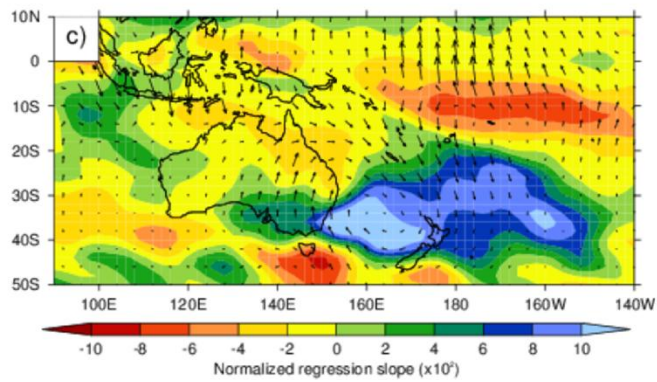 c)
10N
0
10S
20S
30S
40S
50S
100E 120E 140E 160E 180 160W 140W
-10 -8 -6 -4 -2 0 2 4 6 8 10
Normalized regression slope (x10²)